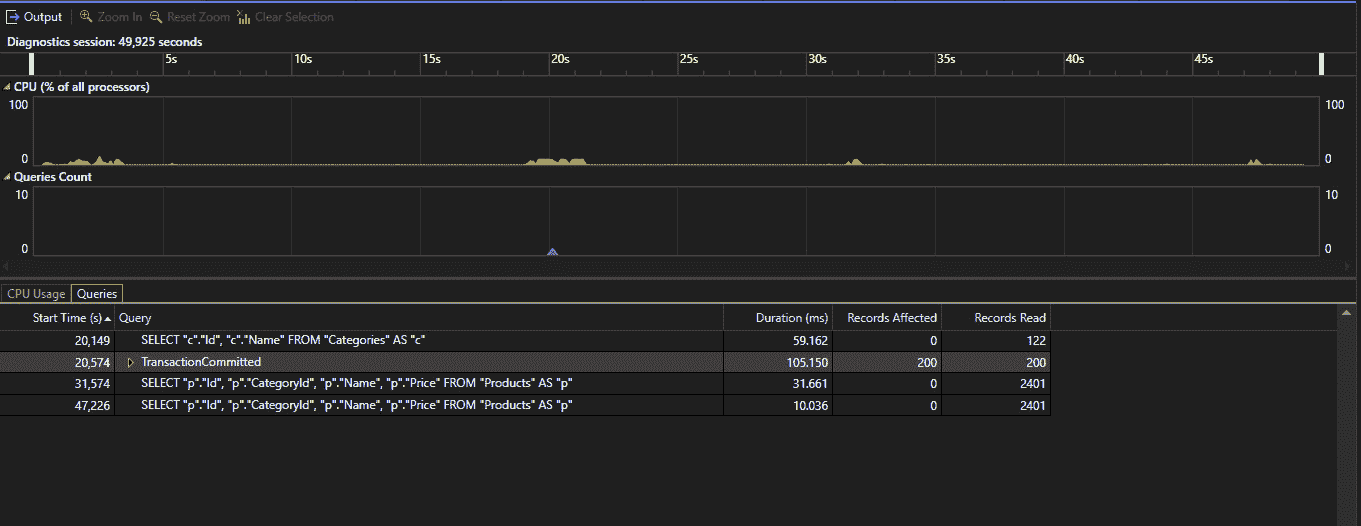 Output Zoom In Reset Zoom Clear Selection
Diagnostics session: 49,925 seconds
5s 10s 15s 20s 25s 30s 35s 40s 45s
CPU (% of all processors)
100 100
0 0
Queries Count
10 10
0 0
CPU Usage Queries
Start Time (s) Query Duration (ms) Records Affected Records Read
20,149 SELECT "c"."Id", "c"."Name" FROM "Categories" AS "c" 59.162 0 122
20,574 TransactionCommitted 105.150 200 200
31,574 SELECT "p"."Id", "p"."CategoryId", "p"."Name", "p"."Price" FROM "Products" AS "p" 31.661 0 2401
47,226 SELECT "p"."Id", "p"."CategoryId", "p"."Name", "p"."Price" FROM "Products" AS "p" 10.036 0 2401